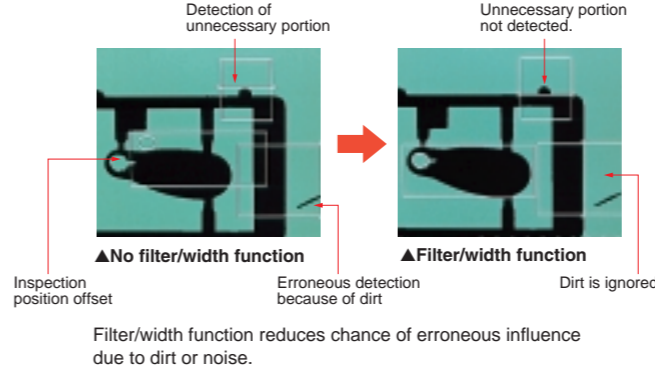 Detection of
unnecessary portion
Unnecessary portion
not detected.
▲No filter/width function
▲Filter/width function
Inspection
position offset
Erroneous detection
because of dirt
Dirt is ignored
Filter/width function reduces chance of erroneous influence
due to dirt or noise.